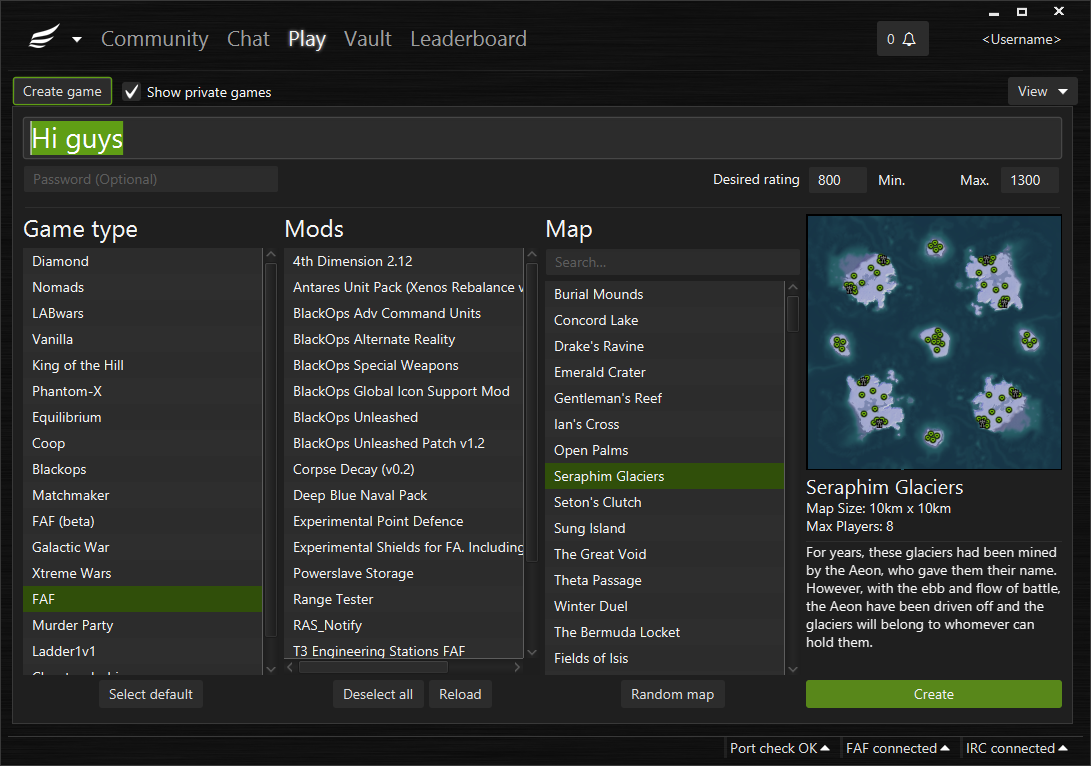 Community Chat Play Vault Leaderboard
0
<Username>
Create game
Show private games
View
Hi guys
Password (Optional)
Desired rating 800 Min. Max. 1300
Game type
Diamond
Nomads
LABwars
Vanilla
King of the Hill
Phantom-X
Equilibrium
Coop
Blackops
Matchmaker
FAF (beta)
Galactic War
Xtreme Wars
FAF
Murder Party
Ladder1v1
Select default
Mods
4th Dimension 2.12
Antares Unit Pack (Xenos Rebalance v
BlackOps Adv Command Units
BlackOps Alternate Reality
BlackOps Special Weapons
BlackOps Global Icon Support Mod
BlackOps Unleashed
BlackOps Unleashed Patch v1.2
Corpse Decay (v0.2)
Deep Blue Naval Pack
Experimental Point Defence
Experimental Shields for FA. Including
Powerslave Storage
Range Tester
RAS_Notify
T3 Engineering Stations FAF
Deselect all
Reload
Map
Search...
Burial Mounds
Concord Lake
Drake's Ravine
Emerald Crater
Gentleman's Reef
Ian's Cross
Open Palms
Seraphim Glaciers
Seton's Clutch
Sung Island
The Great Void
Theta Passage
Winter Duel
The Bermuda Locket
Fields of Isis
Random map
Seraphim Glaciers
Map Size: 10km x 10km
Max Players: 8
For years, these glaciers had been mined
by the Aeon, who gave them their name.
However, with the ebb and flow of battle,
the Aeon have been driven off and the
glaciers will belong to whomever can
hold them.
Create
Port check OK
FAF connected
IRC connected